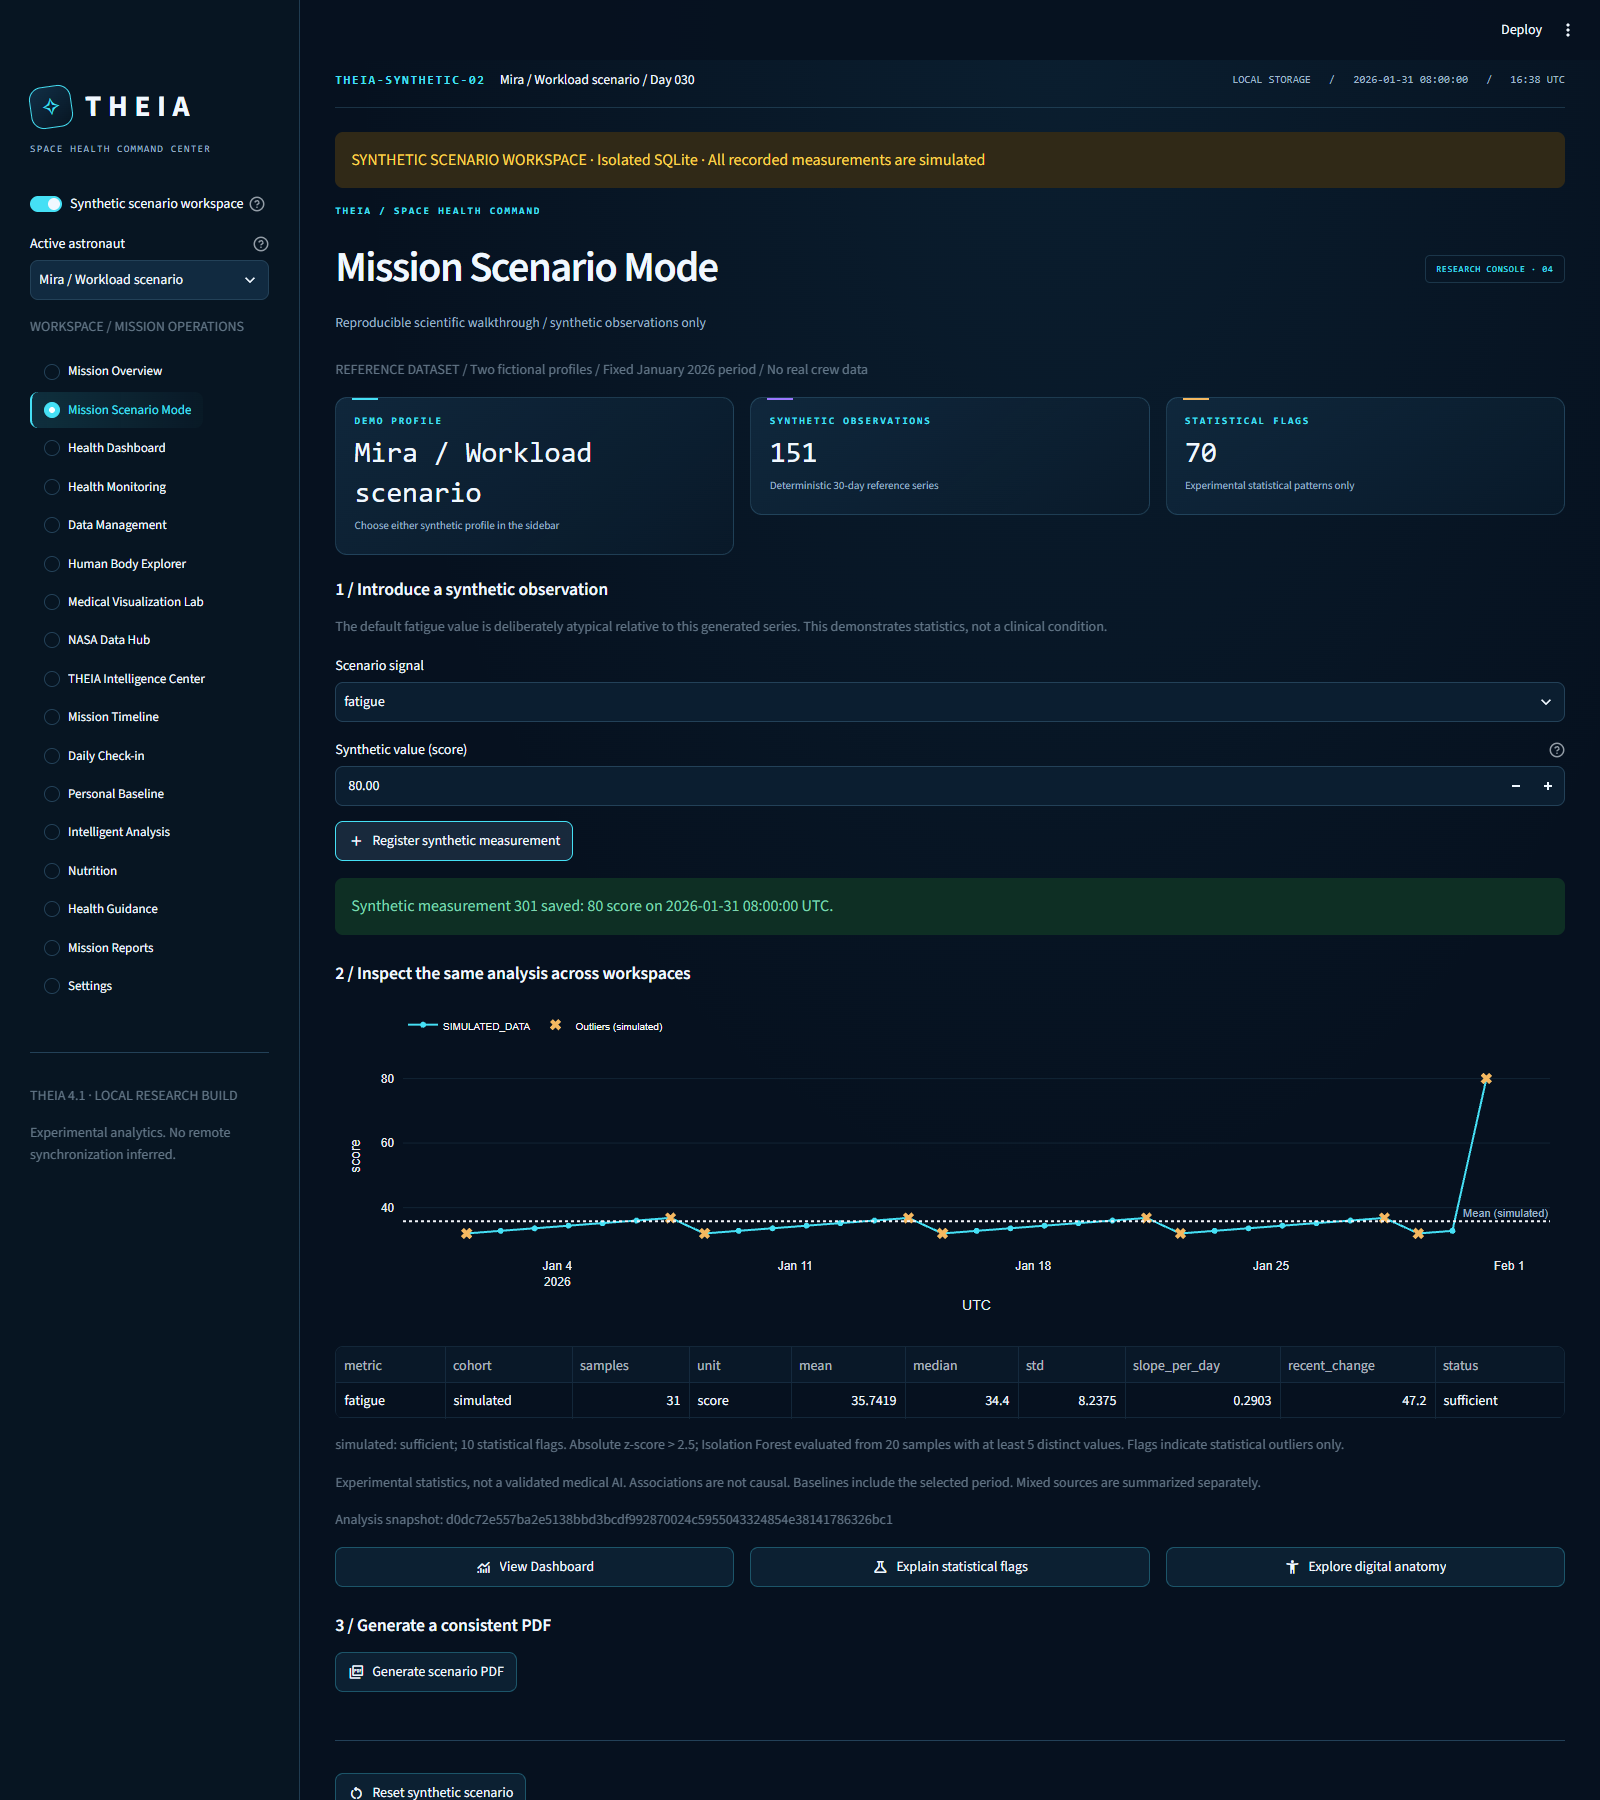 Deploy
THEIA-SYNTHETIC-02 Mira / Workload scenario / Day 030
LOCAL STORAGE / 2026-01-31 08:00:00 / 16:38 UTC
THEIA
SPACE HEALTH COMMAND CENTER
Synthetic scenario workspace
Active astronaut
Mira / Workload scenario
WORKSPACE / MISSION OPERATIONS
Mission Overview
Mission Scenario Mode
Health Dashboard
Health Monitoring
Data Management
Human Body Explorer
Medical Visualization Lab
NASA Data Hub
THEIA Intelligence Center
Mission Timeline
Daily Check-in
Personal Baseline
Intelligent Analysis
Nutrition
Health Guidance
Mission Reports
Settings
THEIA 4.1 · LOCAL RESEARCH BUILD
Experimental analytics. No remote
synchronization inferred.
SYNTHETIC SCENARIO WORKSPACE · Isolated SQLite · All recorded measurements are simulated
THEIA / SPACE HEALTH COMMAND
Mission Scenario Mode
RESEARCH CONSOLE · 04
Reproducible scientific walkthrough / synthetic observations only
REFERENCE DATASET / Two fictional profiles / Fixed January 2026 period / No real crew data
DEMO PROFILE
Mira / Workload
scenario
Choose either synthetic profile in the sidebar
SYNTHETIC OBSERVATIONS
151
Deterministic 30-day reference series
STATISTICAL FLAGS
70
Experimental statistical patterns only
1 / Introduce a synthetic observation
The default fatigue value is deliberately atypical relative to this generated series. This demonstrates statistics, not a clinical condition.
Scenario signal
fatigue
Synthetic value (score)
80.00
Register synthetic measurement
Synthetic measurement 301 saved: 80 score on 2026-01-31 08:00:00 UTC.
2 / Inspect the same analysis across workspaces
SIMULATED_DATA Outliers (simulated)
80
60
40
score
Mean (simulated)
Jan 4 Jan 11 Jan 18 Jan 25 Feb 1
2026
UTC
metric cohort samples unit mean median std slope_per_day recent_change status
fatigue simulated 31 score 35.7419 34.4 8.2375 0.2903 47.2 sufficient
simulated: sufficient; 10 statistical flags. Absolute z-score > 2.5; Isolation Forest evaluated from 20 samples with at least 5 distinct values. Flags indicate statistical outliers only.
Experimental statistics, not a validated medical AI. Associations are not causal. Baselines include the selected period. Mixed sources are summarized separately.
Analysis snapshot: d0dc72e557ba2e5138bbd3bcdf992870024c5955043324854e38141786326bc1
View Dashboard
Explain statistical flags
Explore digital anatomy
3 / Generate a consistent PDF
Generate scenario PDF
Reset synthetic scenario